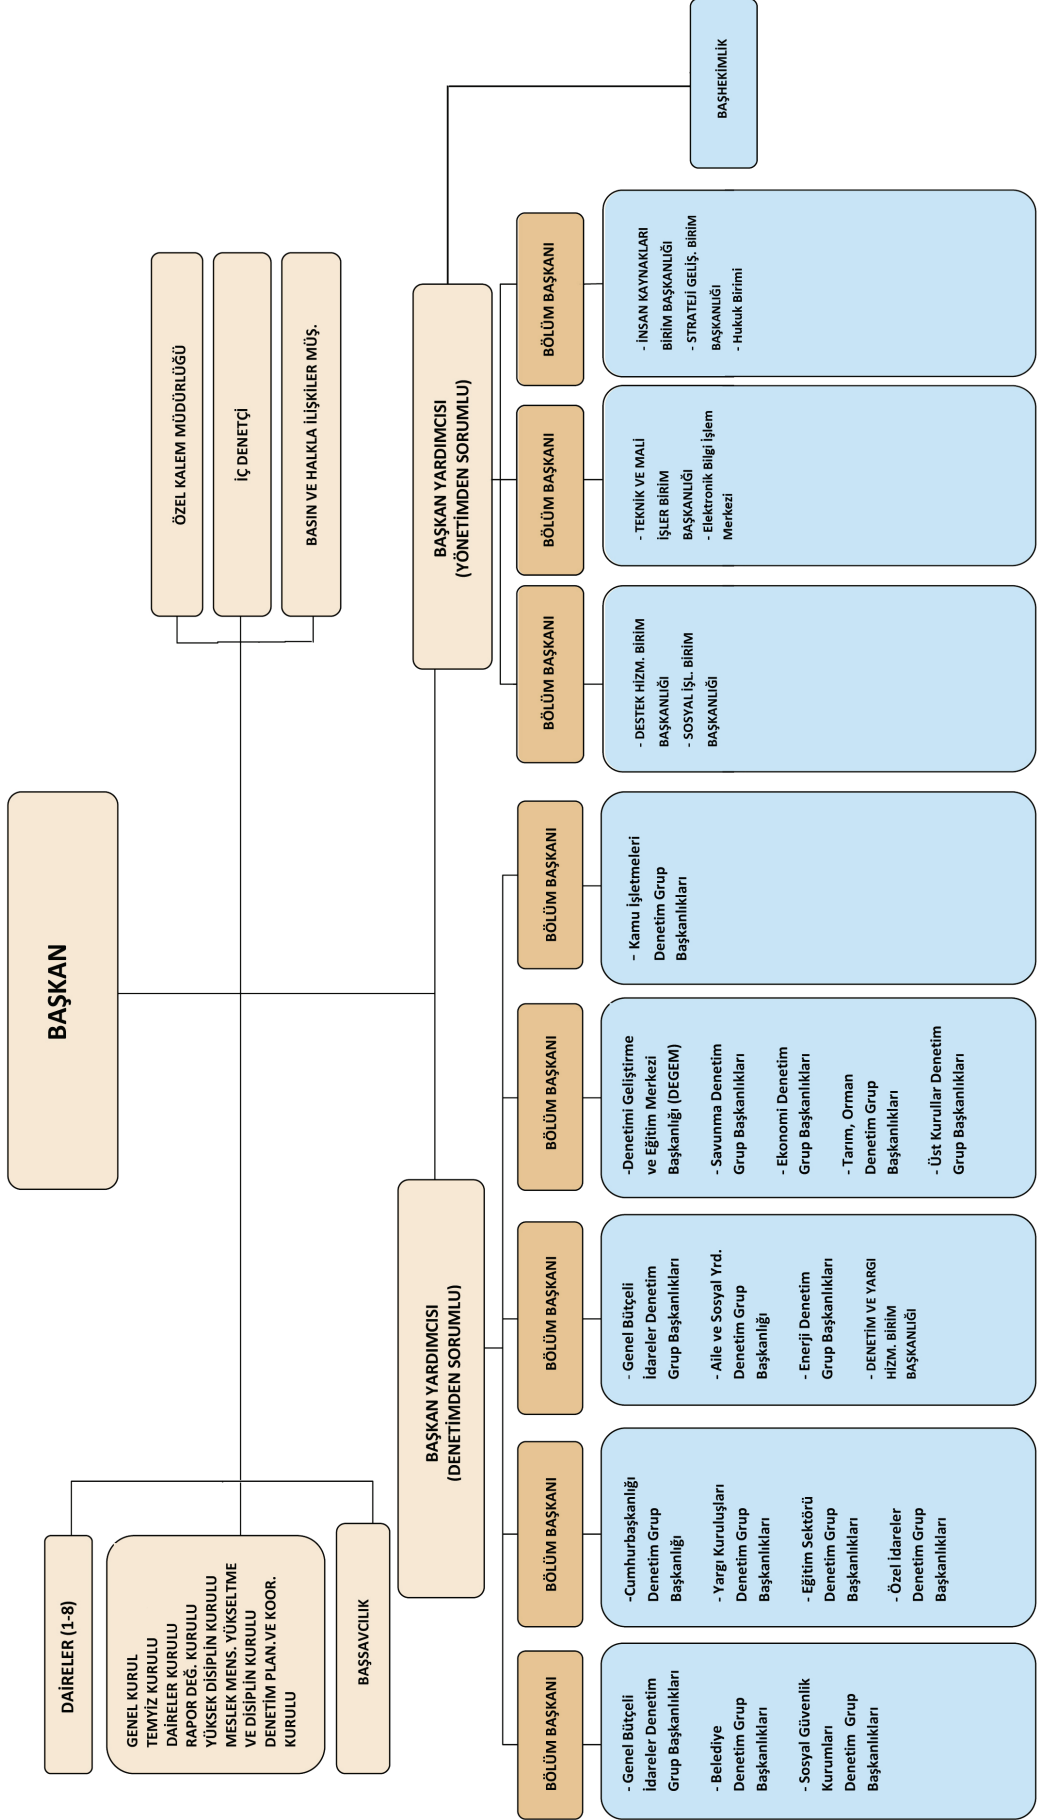 BAŞKAN
DAİRELER (1-8)
GENEL KURUL
TEMYİZ KURULU
DAİRELER KURULU
RAPOR DEĞ. KURULU
YÜKSEK DİSİPLİN KURULU
MESLEK MENS. YÜKSELTME
VE DİSİPLİN KURULU
DENETİM PLAN.VE KOOR.
KURULU
BAŞSAVCILIK
ÖZEL KALEM MÜDÜRLÜĞÜ
İÇ DENETÇİ
BASIN VE HALKLA İLİŞKİLER MÜŞ.
BAŞKAN YARDIMCISI
(DENETİMDEN SORUMLU)
BAŞKAN YARDIMCISI
(YÖNETİMDEN SORUMLU)
BÖLÜM BAŞKANI
- Genel Bütçeli
İdareler Denetim
Grup Başkanlıkları
- Belediye
Denetim Grup
Başkanlıkları
- Sosyal Güvenlik
Kurumları
Denetim Grup
Başkanlıkları
BÖLÜM BAŞKANI
-Cumhurbaşkanlığı
Denetim Grup
Başkanlığı
- Yargı Kuruluşları
Denetim Grup
Başkanlıkları
- Eğitim Sektörü
Denetim Grup
Başkanlıkları
- Özel İdareler
Denetim Grup
Başkanlıkları
BÖLÜM BAŞKANI
- Genel Bütçeli
İdareler Denetim
Grup Başkanlıkları
- Aile ve Sosyal Yrd.
Denetim Grup
Başkanlığı
- Enerji Denetim
Grup Başkanlıkları
- DENETİM VE YARGI
HİZM. BİRİM
BAŞKANLIĞI
BÖLÜM BAŞKANI
-Denetimi Geliştirme
ve Eğitim Merkezi
Başkanlığı (DEGEM)
- Savunma Denetim
Grup Başkanlıkları
- Ekonomi Denetim
Grup Başkanlıkları
- Tarım, Orman
Denetim Grup
Başkanlıkları
- Üst Kurullar Denetim
Grup Başkanlıkları
BÖLÜM BAŞKANI
- Kamu İşletmeleri
Denetim Grup
Başkanlıkları
BÖLÜM BAŞKANI
- DESTEK HİZM. BİRİM
BAŞKANLIĞI
- SOSYAL İŞL. BİRİM
BAŞKANLIĞI
BÖLÜM BAŞKANI
- TEKNİK VE MALİ
İŞLER BİRİM
BAŞKANLIĞI
- Elektronik Bilgi İşlem
Merkezi
BÖLÜM BAŞKANI
- İNSAN KAYNAKLARI
BİRİM BAŞKANLIĞI
- STRATEJİ GELİŞ. BİRİM
BAŞKANLIĞI
- Hukuk Birimi
BAŞHEKİMLİK